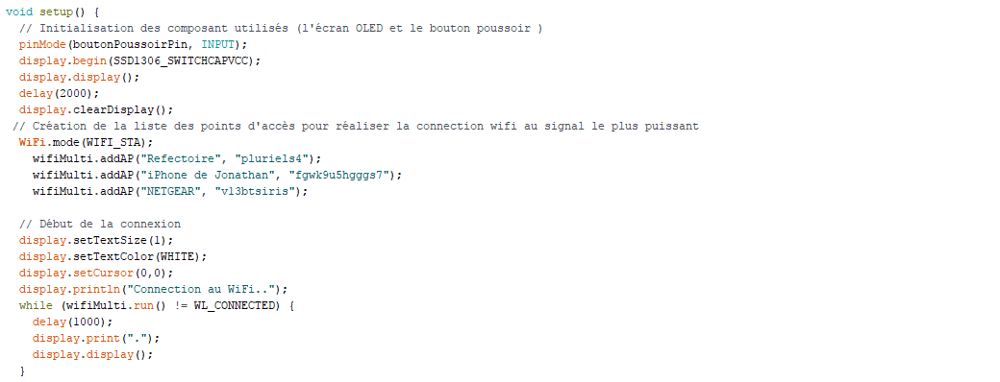 void setup() {
  // Initialisation des composant utilisés (l'écran OLED et le bouton poussoir )
  pinMode(boutonPoussoirPin, INPUT);
  display.begin(SSD1306_SWITCHCAPVCC);
  display.display();
  delay(2000);
  display.clearDisplay();
 // Création de la liste des points d'accès pour réaliser la connection wifi au signal le plus puissant
  WiFi.mode(WIFI_STA);
    wifiMulti.addAP("Refectoire", "pluriels4");
    wifiMulti.addAP("iPhone de Jonathan", "fgwk9u5hgggs7");
    wifiMulti.addAP("NETGEAR", "vl3btsiris");

  // Début de la connexion
  display.setTextSize(1);
  display.setTextColor(WHITE);
  display.setCursor(0,0);
  display.println("Connection au WiFi..");
  while (wifiMulti.run() != WL_CONNECTED) {
    delay(1000);
    display.print(".");
    display.display();
  }